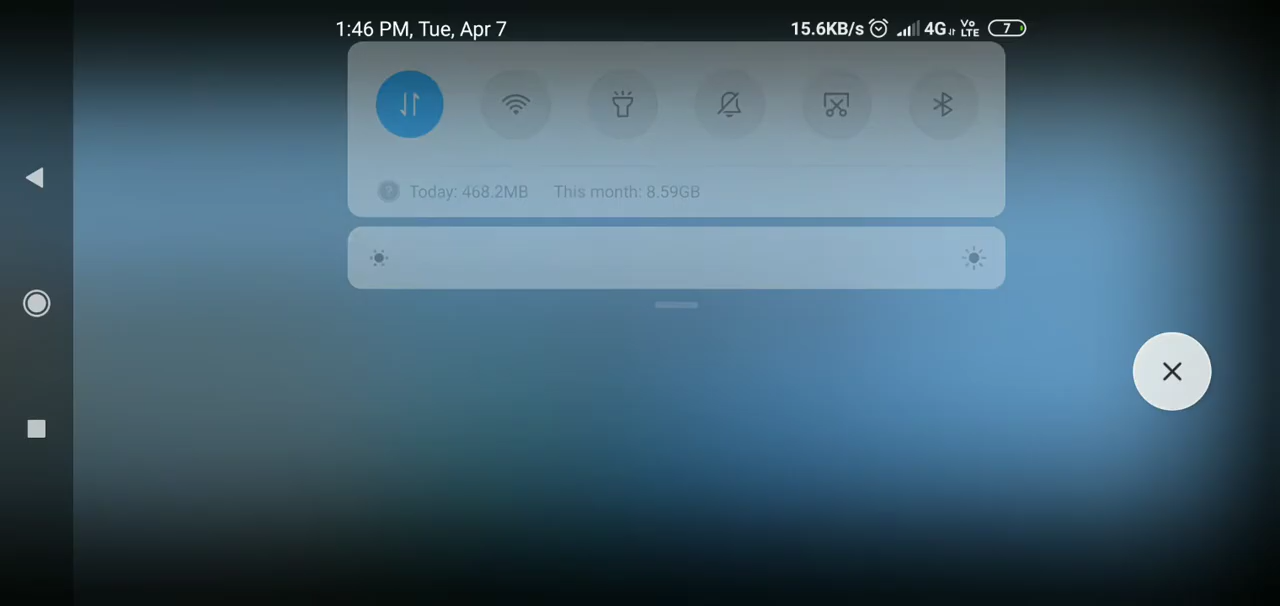 1:46 PM, Tue, Apr 7 15.6KB/s 4G Vo LTE 7
Today: 468.2MB This month: 8.59GB